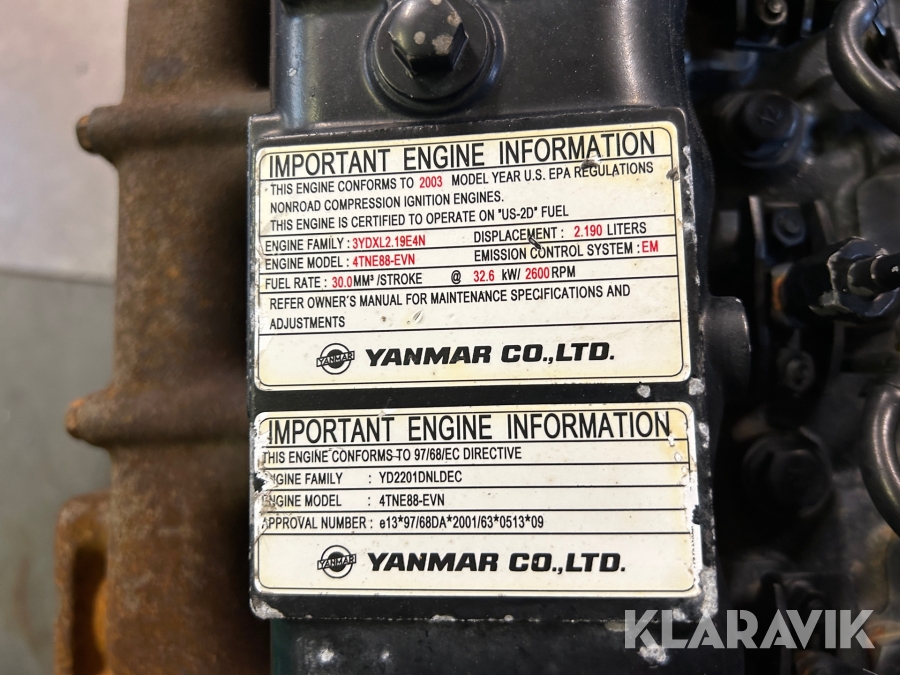 IMPORTANT ENGINE INFORMATION
THIS ENGINE CONFORMS TO 2003 MODEL YEAR U.S. EPA REGULATIONS
NONROAD COMPRESSION IGNITION ENGINES.
THIS ENGINE IS CERTIFIED TO OPERATE ON "US-2D" FUEL
ENGINE FAMILY : 3YDXL2.19E4N DISPLACEMENT : 2.190 LITERS
ENGINE MODEL : 4TNE88-EVN EMISSION CONTROL SYSTEM : EM
FUEL RATE : 30.0 MM³ /STROKE @ 32.6 kW/ 2600 RPM
REFER OWNER'S MANUAL FOR MAINTENANCE SPECIFICATIONS AND
ADJUSTMENTS
YANMAR YANMAR CO.,LTD.
IMPORTANT ENGINE INFORMATION
THIS ENGINE CONFORMS TO 97/68/EC DIRECTIVE
ENGINE FAMILY : YD2201DNLDEC
ENGINE MODEL : 4TNE88-EVN
APPROVAL NUMBER : e13*97/68DA*2001/63*0513*09
YANMAR YANMAR CO.,LTD.
KLARAVIK